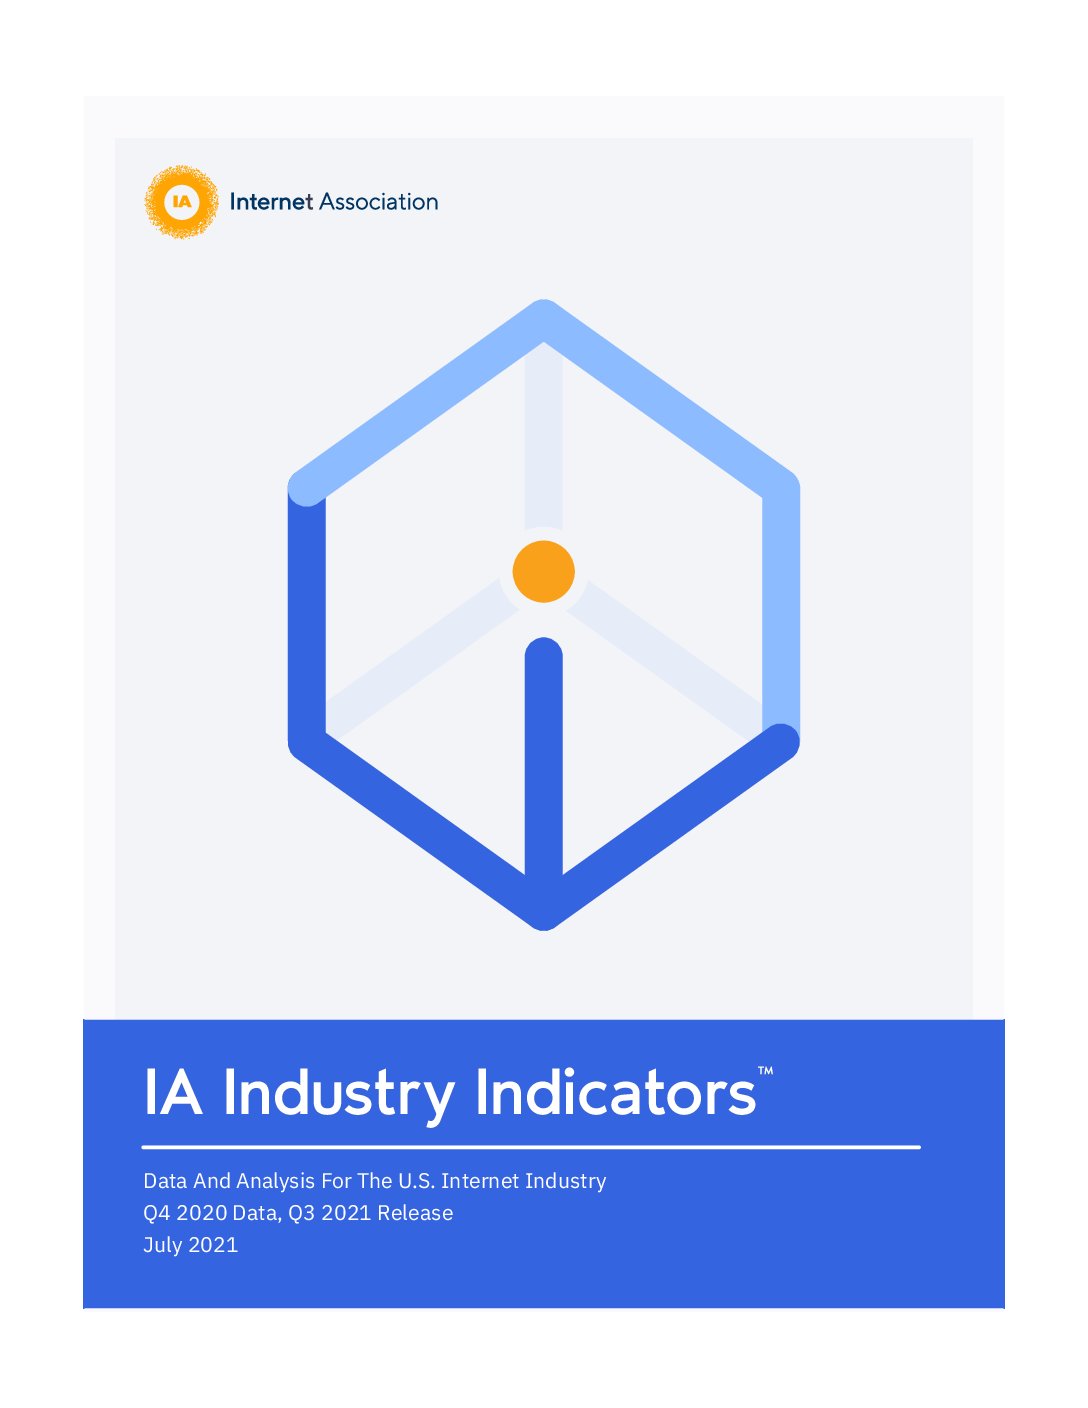 IA
Internet Association
IA Industry Indicators™
Data And Analysis For The U.S. Internet Industry
Q4 2020 Data, Q3 2021 Release
July 2021